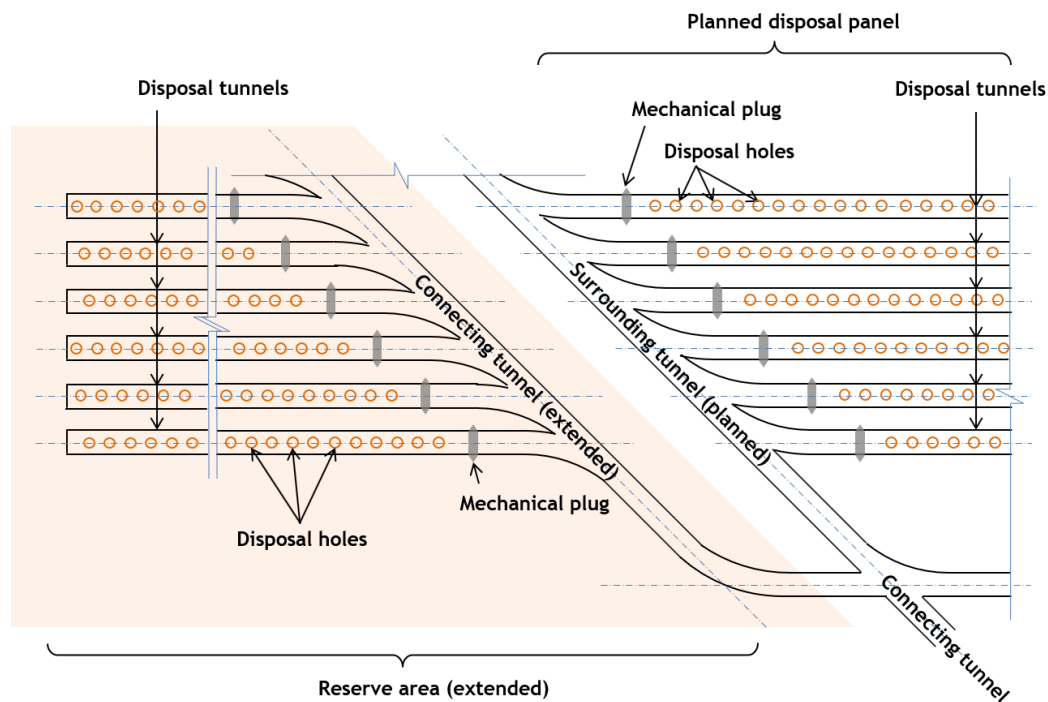 Planned disposal panel
Disposal tunnels
Disposal tunnels
Mechanical plug
Disposal holes
Connecting tunnel (extended)
Surrounding tunnel (planned)
Mechanical plug
Disposal holes
Connecting tunnel
Reserve area (extended)